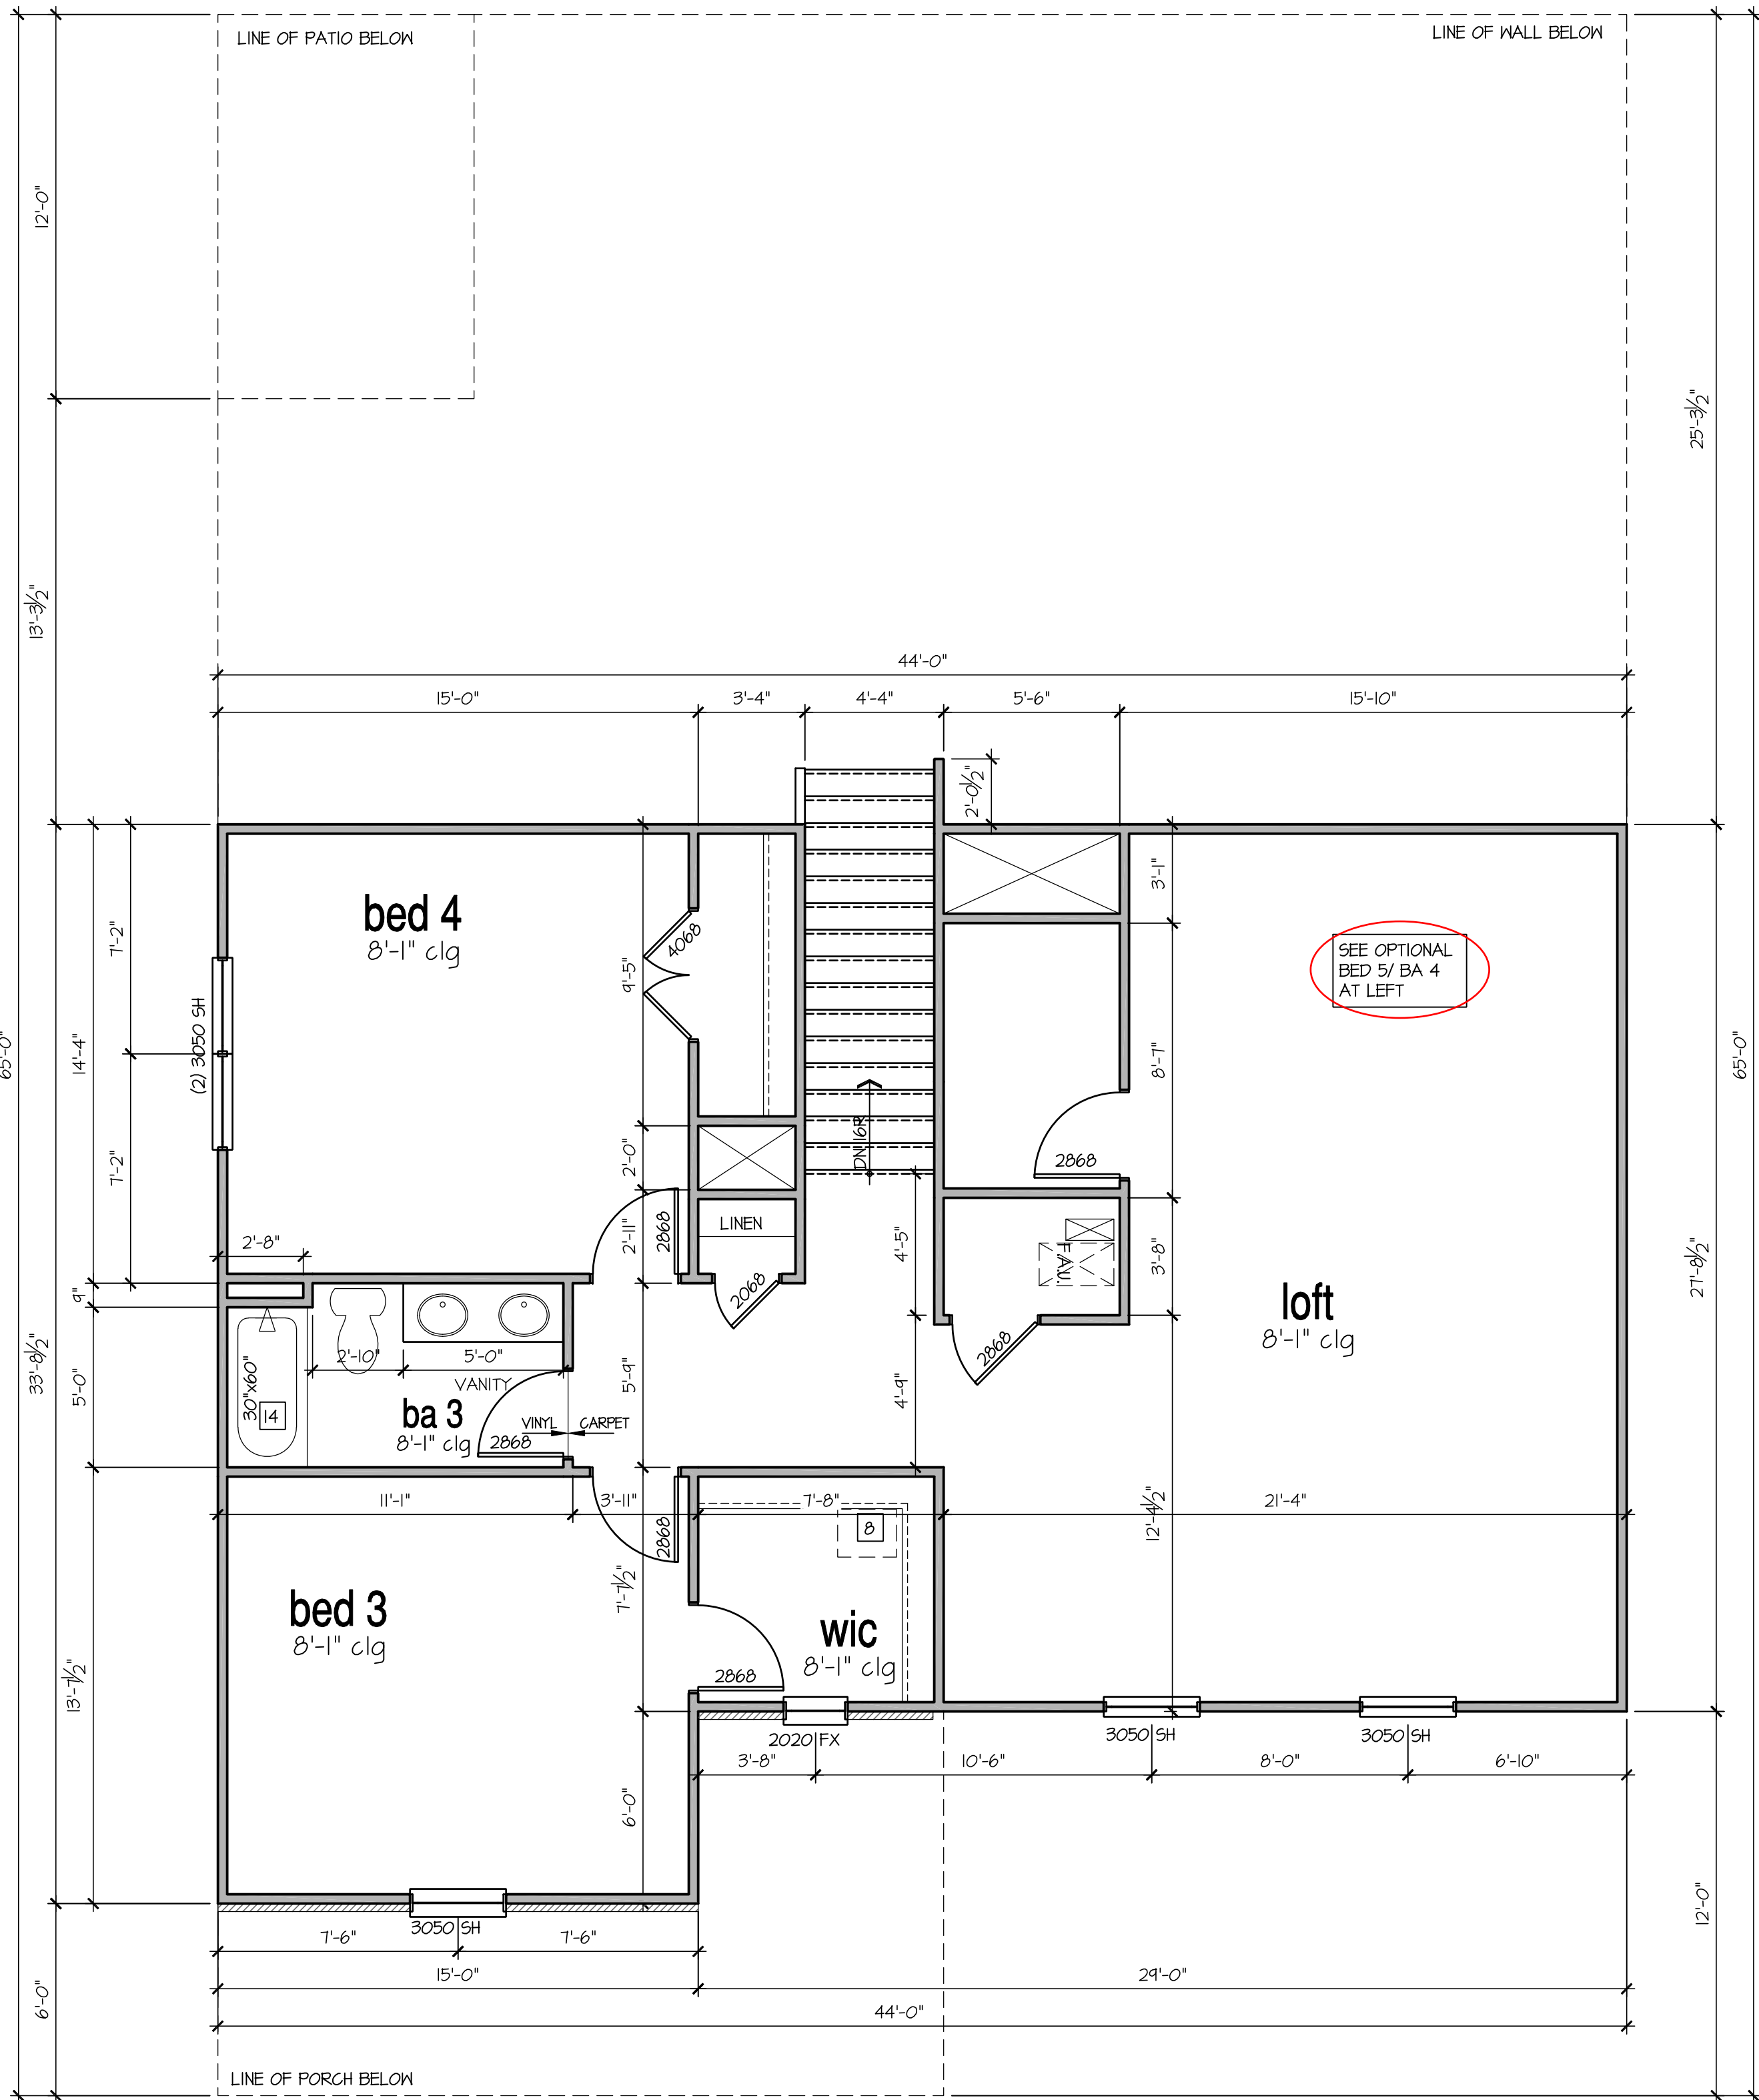 LINE OF PATIO BELOW
LINE OF WALL BELOW
12'-0"
25'-3½"
13'-3½"
44'-0"
15'-0"
3'-4"
4'-4"
5'-6"
15'-10"
2'-0½"
3'-1"
bed 4
8'-1" clg
7'-2"
4068
9'-5"
SEE OPTIONAL
BED 5/ BA 4
AT LEFT
(2) 3050 SH
14'-4"
65'-0"
65'-0"
8'-7"
DN 16R
7'-2"
2'-0"
2868
2'-8"
2'-11"
2868
LINEN
4'-5"
F.A.U.
3'-8"
27'-8½"
9"
2068
loft
8'-1" clg
33'-8½"
5'-0"
30"x60"
14
2'-10"
5'-0"
VANITY
5'-9"
2868
4'-9"
ba 3
8'-1" clg
VINYL
CARPET
2868
11'-1"
3'-11"
7'-8"
12'-4½"
21'-4"
8
2868
7'-7½"
bed 3
8'-1" clg
wic
8'-1" clg
2868
13'-7½"
2020 FX
3050 SH
3050 SH
3'-8"
10'-6"
8'-0"
6'-10"
6'-0"
12'-0"
3050 SH
7'-6"
7'-6"
15'-0"
29'-0"
6'-0"
44'-0"
LINE OF PORCH BELOW